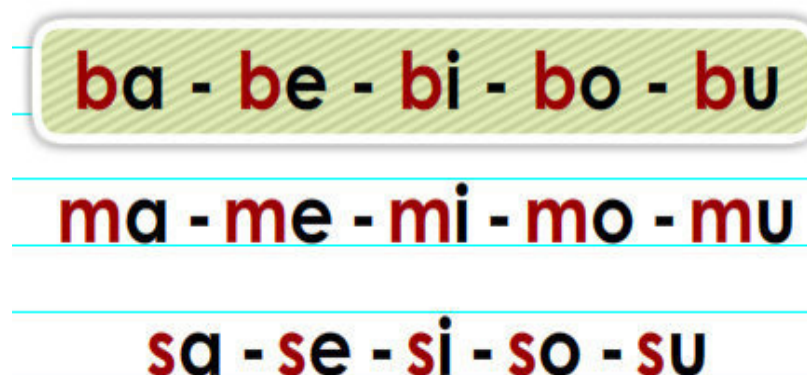 ba - be - bi - bo - bu
ma - me - mi - mo - mu
sa - se - si - so - su